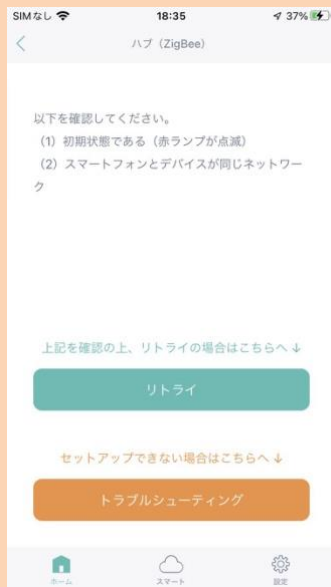 SIMなし 18:35 37%
ハブ（ZigBee）
以下を確認してください。
（1）初期状態である（赤ランプが点滅）
（2）スマートフォンとデバイスが同じネットワー
ク
上記を確認の上、リトライの場合はこちらへ ↓
リトライ
セットアップできない場合はこちらへ ↓
トラブルシューティング
ホーム スマート 設定